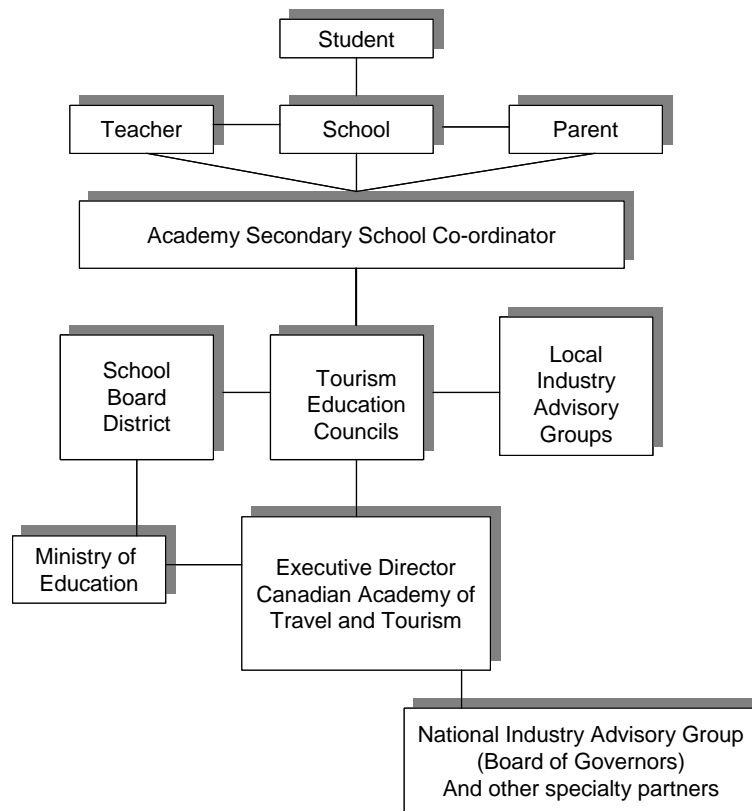 Student
Teacher
School
Parent
Academy Secondary School Co-ordinator
School
Board
District
Tourism
Education
Councils
Local
Industry
Advisory
Groups
Ministry of
Education
Executive Director
Canadian Academy of
Travel and Tourism
National Industry Advisory Group
(Board of Governors)
And other specialty partners